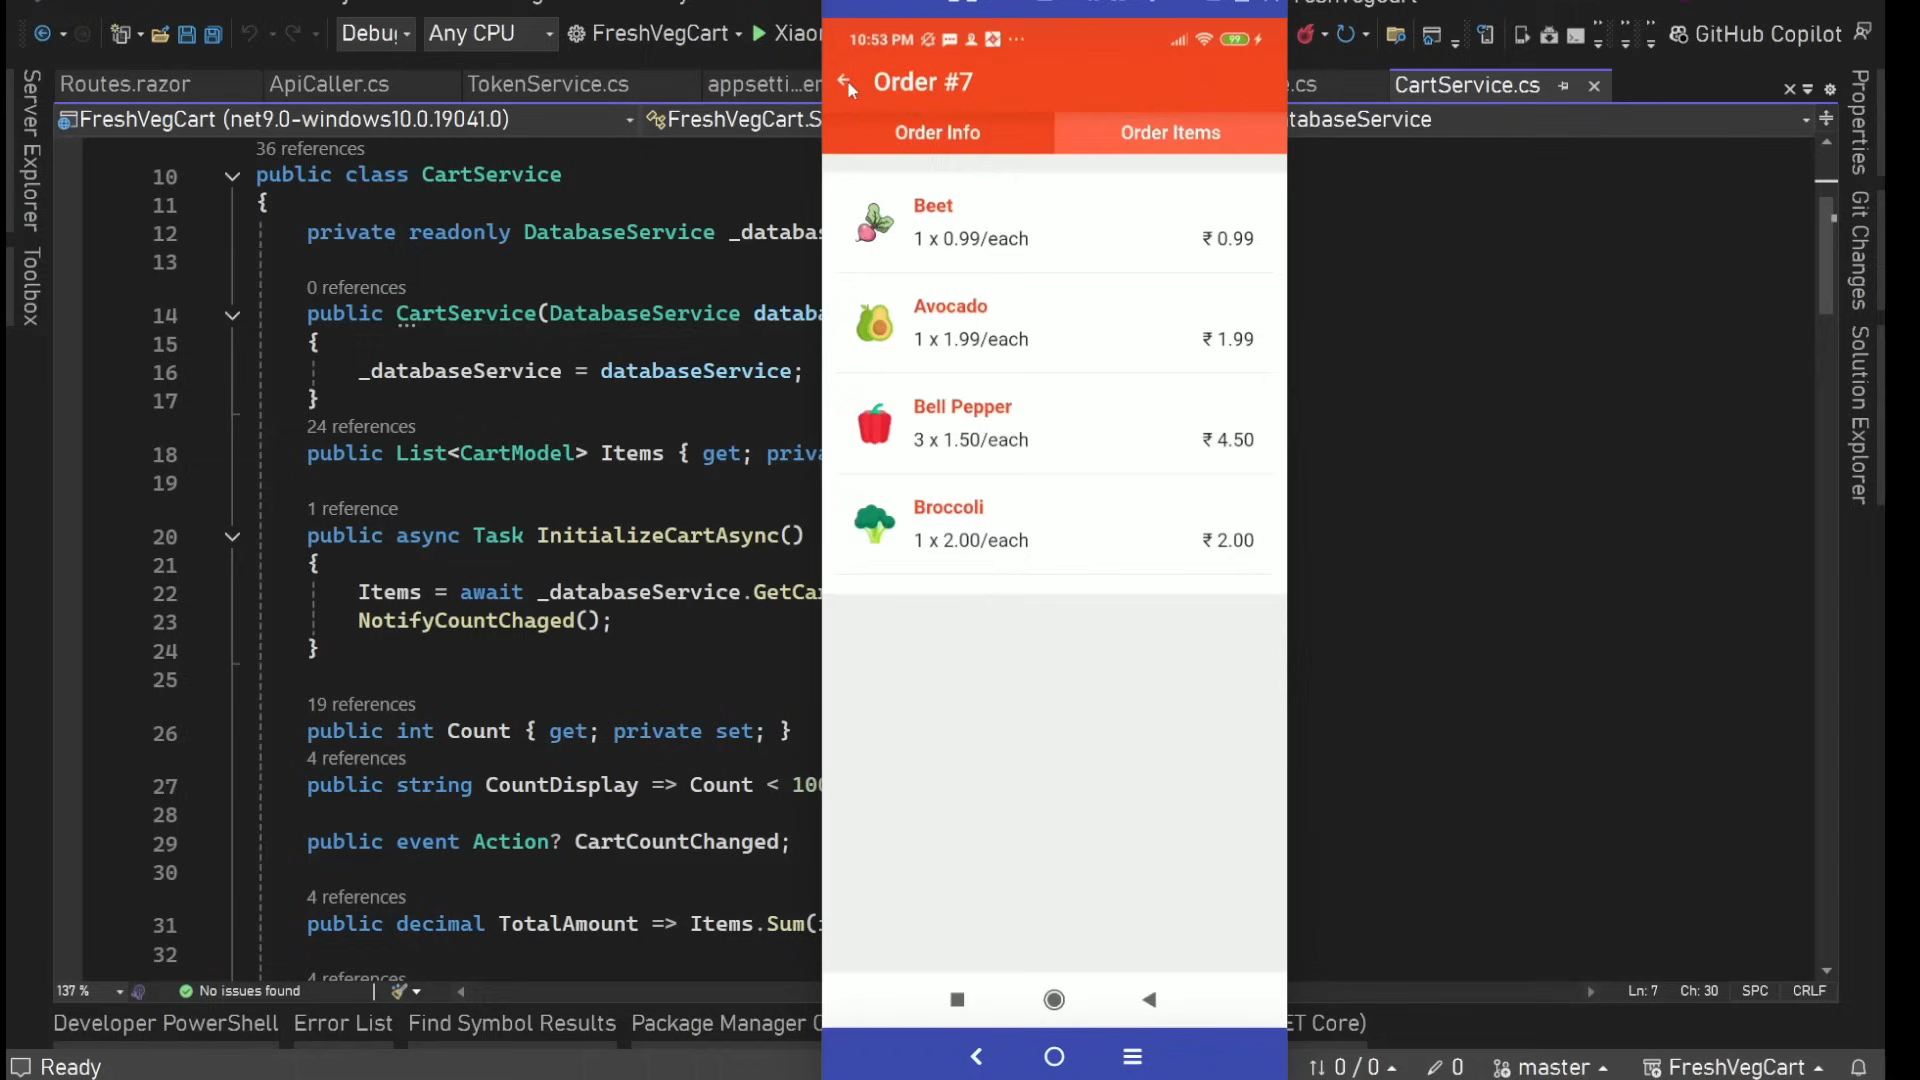 Debug
Any CPU
FreshVegCart
Xiao
GitHub Copilot
Routes.razor
ApiCaller.cs
TokenService.cs
appsetti...e
.cs
CartService.cs
FreshVegCart (net9.0-windows10.0.19041.0)
FreshVegCart.S
tabaseService
36 references
10 public class CartService
11 {
12 private readonly DatabaseService _databas
13
0 references
14 public CartService(DatabaseService databa
15 {
16 _databaseService = databaseService;
17 }
24 references
18 public List<CartModel> Items { get; priva
19
1 reference
20 public async Task InitializeCartAsync()
21 {
22 Items = await _databaseService.GetCa
23 NotifyCountChaged();
24 }
25
19 references
26 public int Count { get; private set; }
4 references
27 public string CountDisplay => Count < 10
28
29 public event Action? CartCountChanged;
30
4 references
31 public decimal TotalAmount => Items.Sum(
32
4 references
137 %
No issues found
Ln: 7
Ch: 30
SPC
CRLF
Developer PowerShell
Error List
Find Symbol Results
Package Manager
ET Core)
Ready
0 / 0
0
master
FreshVegCart
Server Explorer
Toolbox
Properties
Git Changes
Solution Explorer
10:53 PM
99
Order #7
Order Info
Order Items
Beet
1 x 0.99/each
₹ 0.99
Avocado
1 x 1.99/each
₹ 1.99
Bell Pepper
3 x 1.50/each
₹ 4.50
Broccoli
1 x 2.00/each
₹ 2.00